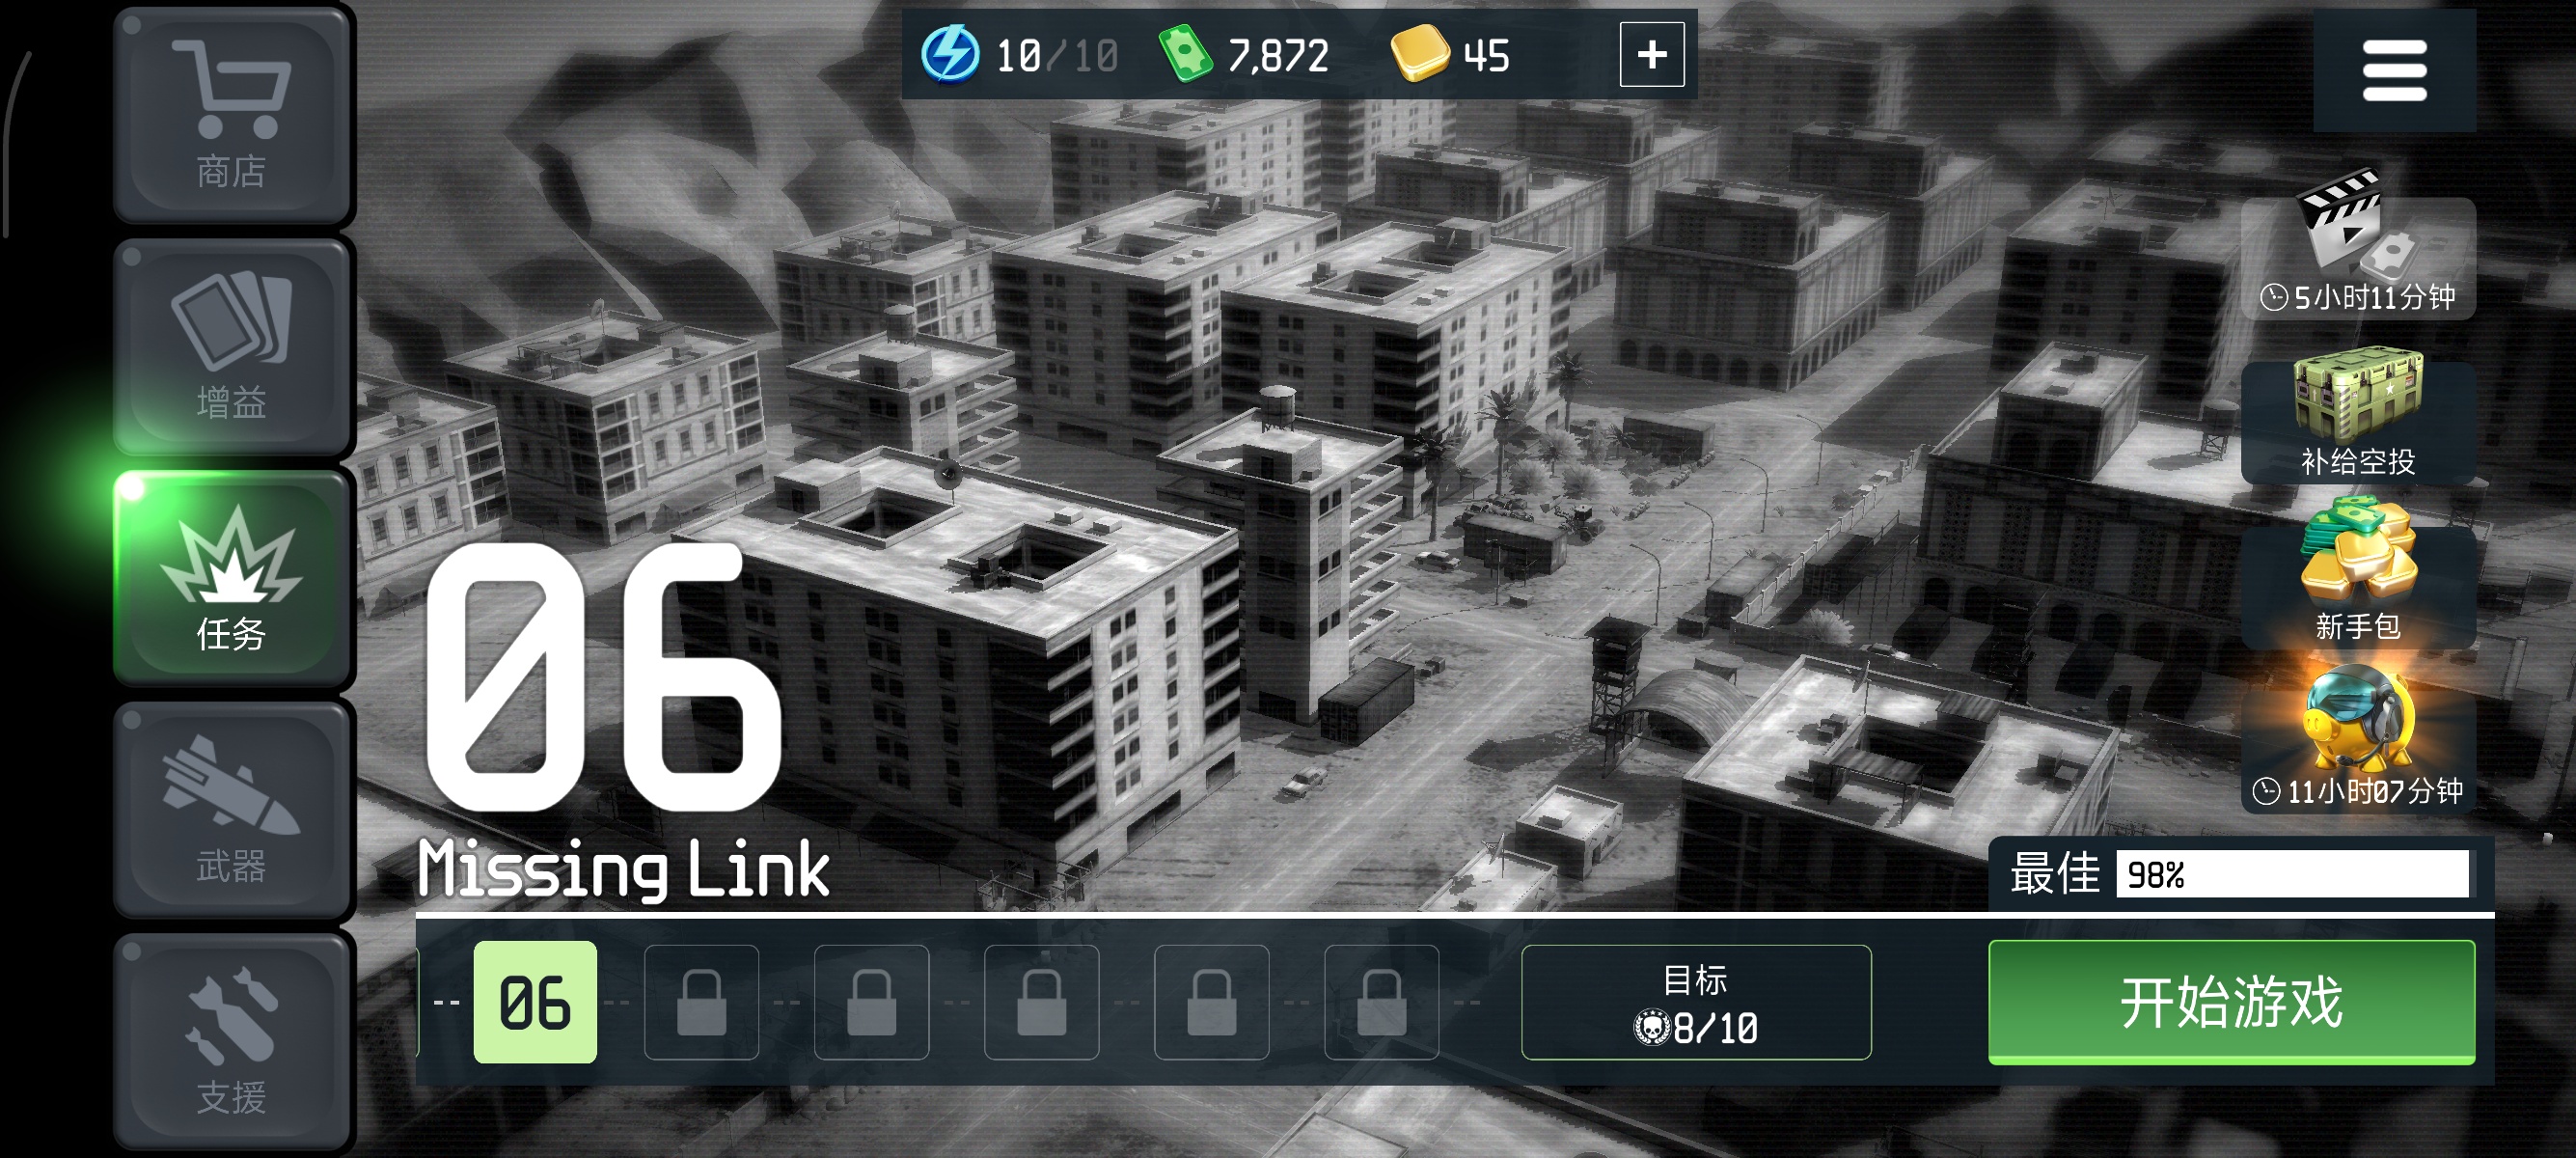 10/10
7,872
45
+
商店
增益
任务
武器
支援
5小时11分钟
补给空投
新手包
11小时07分钟
06
Missing Link
最佳 98%
06
目标
8/10
开始游戏